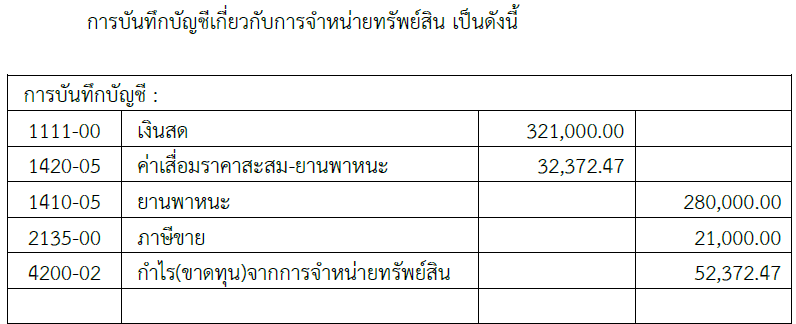 การบันทึกบัญชีเกี่ยวกับการจำหน่ายทรัพย์สิน เป็นดังนี้
การบันทึกบัญชี :
1111-00 เงินสด 321,000.00
1420-05 ค่าเสื่อมราคาสะสม-ยานพาหนะ 32,372.47
1410-05 ยานพาหนะ 280,000.00
2135-00 ภาษีขาย 21,000.00
4200-02 กำไร(ขาดทุน)จากการจำหน่ายทรัพย์สิน 52,372.47